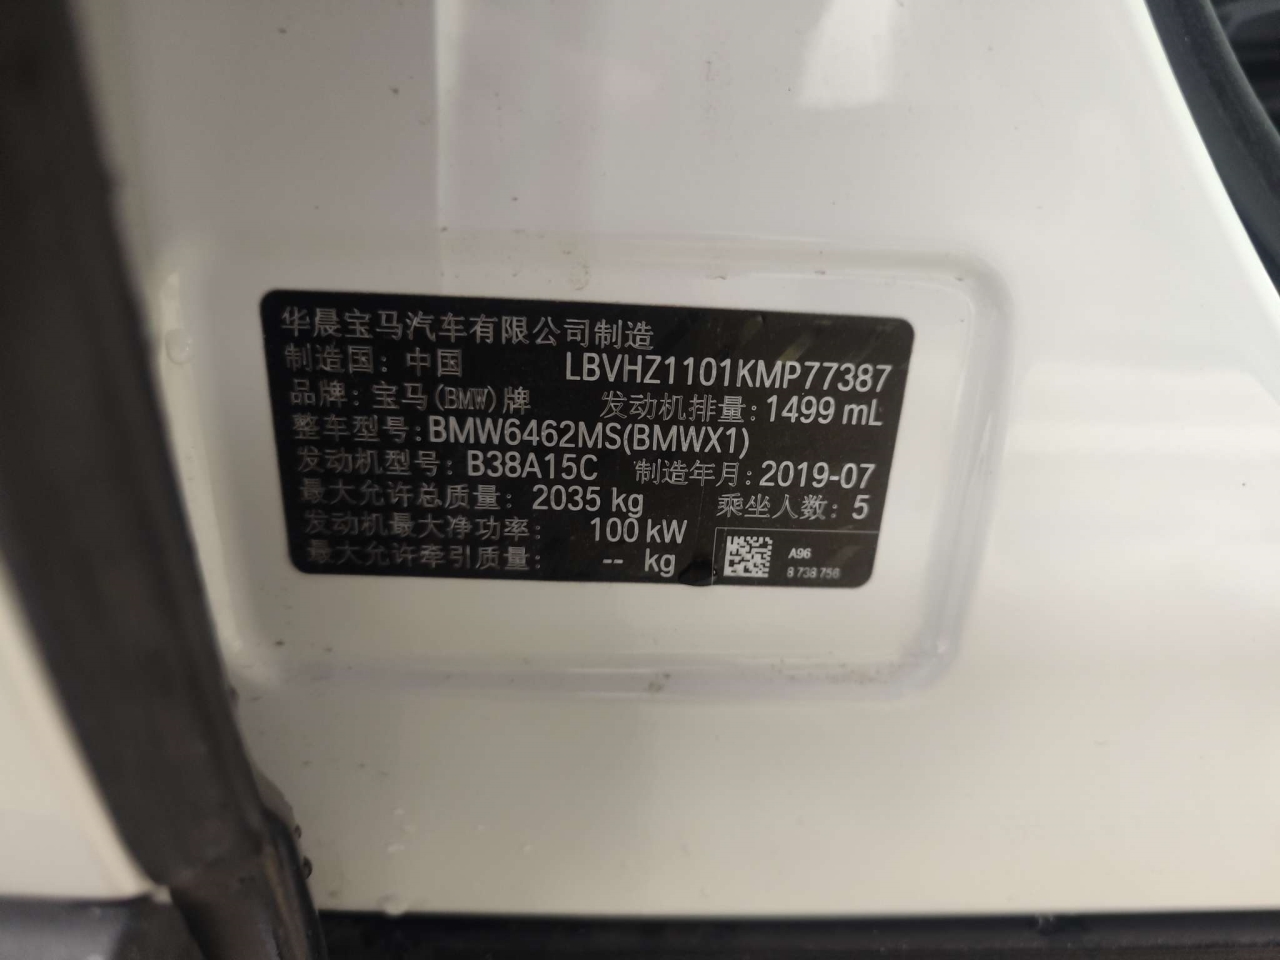 华晨宝马汽车有限公司制造
制造国：中国 LBVHZ1101KMP77387
品牌：宝马(BMW)牌 发动机排量：1499 mL
整车型号：BMW6462MS(BMWX1)
发动机型号：B38A15C 制造年月：2019-07
最大允许总质量：2035 kg 乘坐人数：5
发动机最大净功率：100 kW
最大允许牵引质量：-- kg
A96
8 738 756